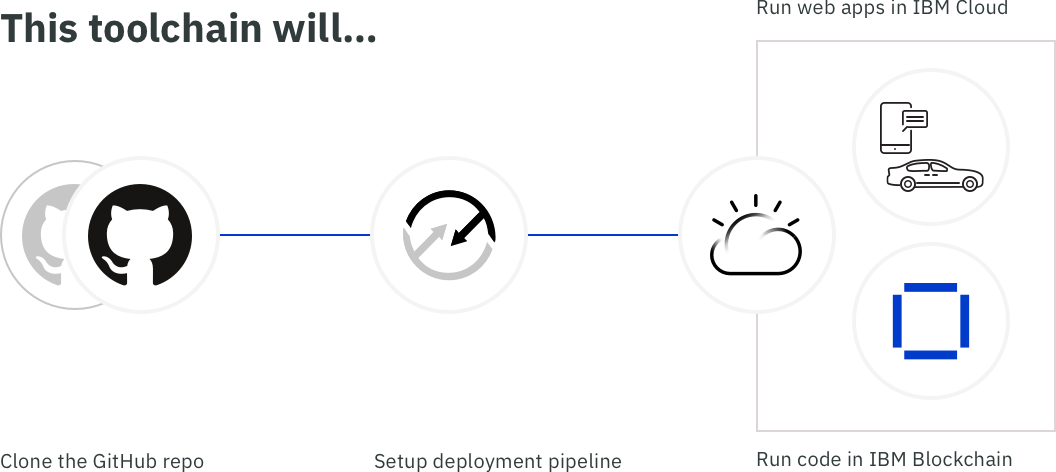 This toolchain will...
Run web apps in IBM Cloud
Clone the GitHub repo
Setup deployment pipeline
Run code in IBM Blockchain